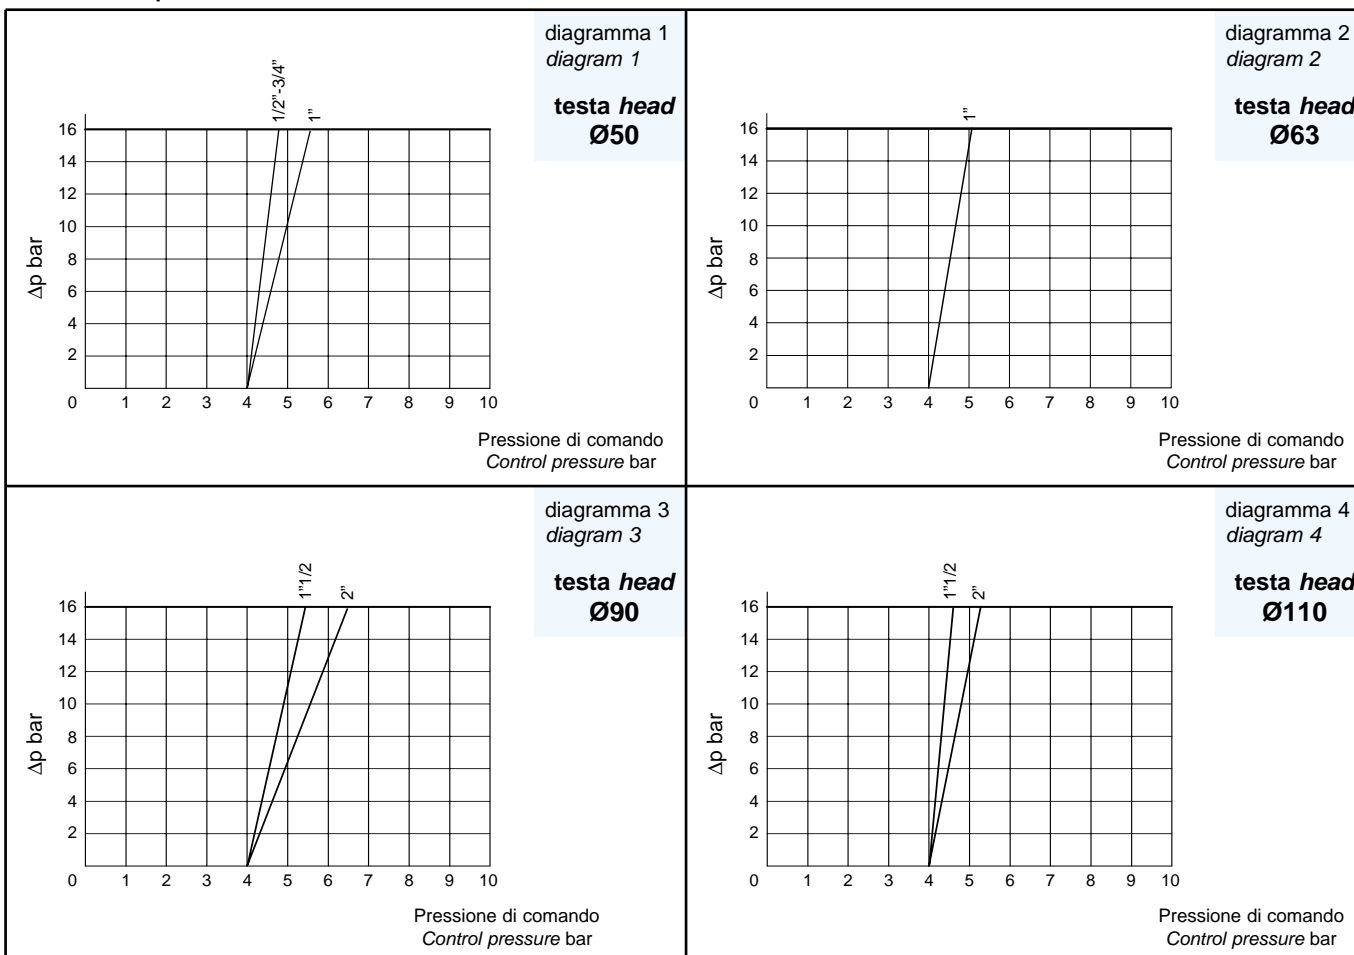 diagramma 1
diagram 1
testa head
Ø50
1/2”-3/4”
1”
16
14
12
10
8
6
4
2
Δp bar
0 1 2 3 4 5 6 7 8 9 10
Pressione di comando
Control pressure bar
diagramma 2
diagram 2
testa head
Ø63
1”
16
14
12
10
8
6
4
2
Δp bar
0 1 2 3 4 5 6 7 8 9 10
Pressione di comando
Control pressure bar
diagramma 3
diagram 3
testa head
Ø90
1”1/2
2”
16
14
12
10
8
6
4
2
Δp bar
0 1 2 3 4 5 6 7 8 9 10
Pressione di comando
Control pressure bar
diagramma 4
diagram 4
testa head
Ø110
1”1/2
2”
16
14
12
10
8
6
4
2
Δp bar
0 1 2 3 4 5 6 7 8 9 10
Pressione di comando
Control pressure bar